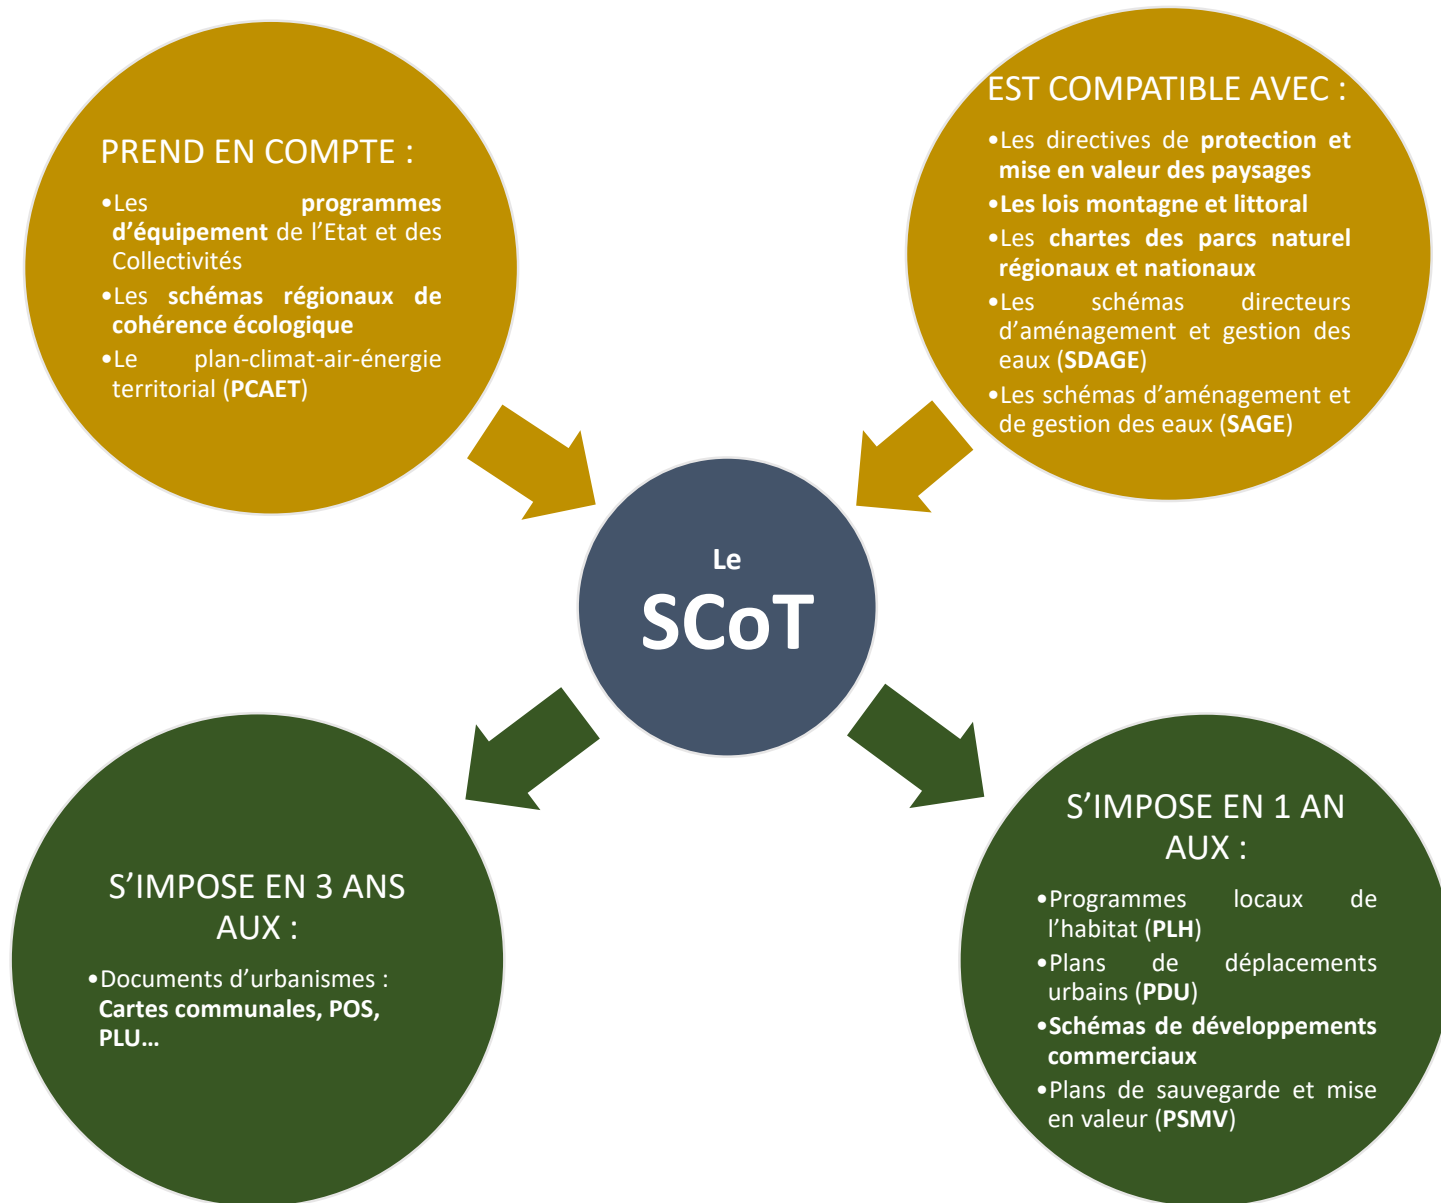 PREND EN COMPTE :
•Les programmes
d’équipement de l’Etat et des
Collectivités
•Les schémas régionaux de
cohérence écologique
•Le plan-climat-air-énergie
territorial (PCAET)
EST COMPATIBLE AVEC :
•Les directives de protection et
mise en valeur des paysages
•Les lois montagne et littoral
•Les chartes des parcs naturel
régionaux et nationaux
•Les schémas directeurs
d’aménagement et gestion des
eaux (SDAGE)
•Les schémas d’aménagement et
de gestion des eaux (SAGE)
Le
SCoT
S’IMPOSE EN 3 ANS
AUX :
•Documents d’urbanismes :
Cartes communales, POS,
PLU…
S’IMPOSE EN 1 AN
AUX :
•Programmes locaux de
l’habitat (PLH)
•Plans de déplacements
urbains (PDU)
•Schémas de développements
commerciaux
•Plans de sauvegarde et mise
en valeur (PSMV)